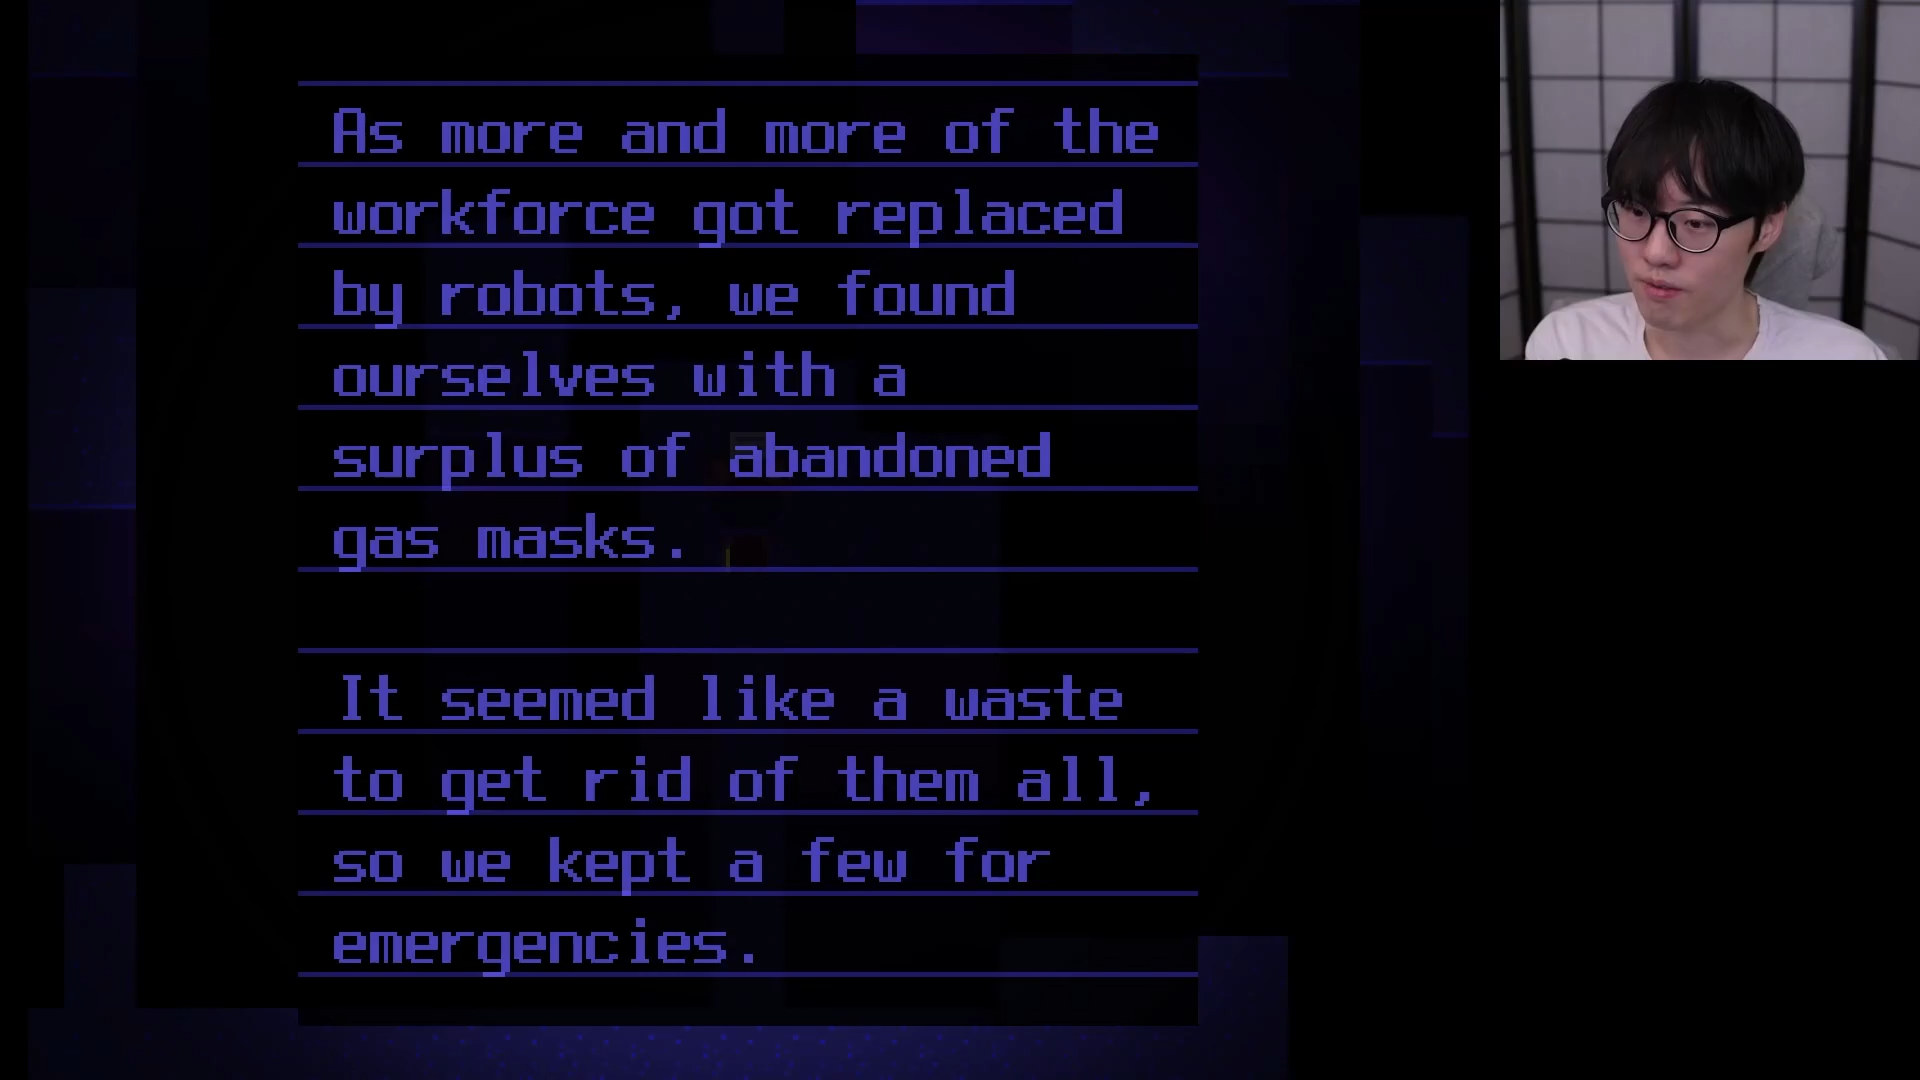 As more and more of the
workforce got replaced
by robots, we found
ourselves with a
surplus of abandoned
gas masks.
It seemed like a waste
to get rid of them all,
so we kept a few for
emergencies.